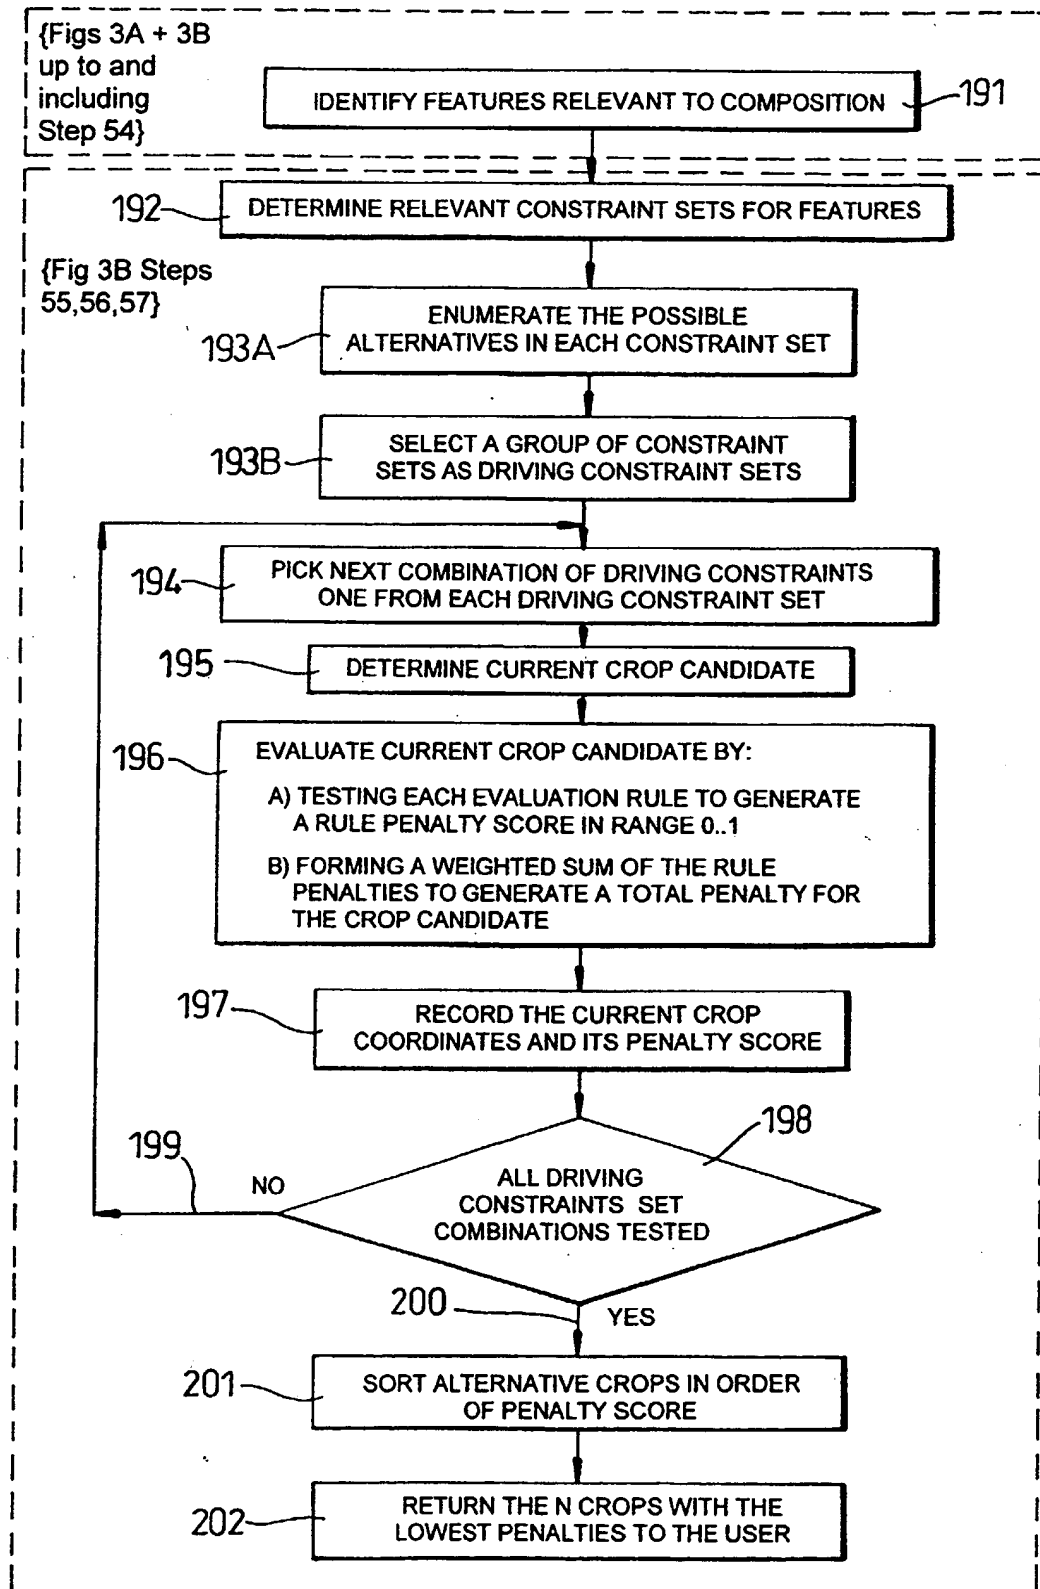 {Figs 3A + 3B
up to and
including
Step 54}
IDENTIFY FEATURES RELEVANT TO COMPOSITION
191
192
DETERMINE RELEVANT CONSTRAINT SETS FOR FEATURES
{Fig 3B Steps
55,56,57}
193A
ENUMERATE THE POSSIBLE
ALTERNATIVES IN EACH CONSTRAINT SET
193B
SELECT A GROUP OF CONSTRAINT
SETS AS DRIVING CONSTRAINT SETS
194
PICK NEXT COMBINATION OF DRIVING CONSTRAINTS
ONE FROM EACH DRIVING CONSTRAINT SET
195
DETERMINE CURRENT CROP CANDIDATE
196
EVALUATE CURRENT CROP CANDIDATE BY:
A) TESTING EACH EVALUATION RULE TO GENERATE
A RULE PENALTY SCORE IN RANGE 0..1
B) FORMING A WEIGHTED SUM OF THE RULE
PENALTIES TO GENERATE A TOTAL PENALTY FOR
THE CROP CANDIDATE
197
RECORD THE CURRENT CROP
COORDINATES AND ITS PENALTY SCORE
198
199
NO
ALL DRIVING
CONSTRAINTS SET
COMBINATIONS TESTED
200
YES
201
SORT ALTERNATIVE CROPS IN ORDER
OF PENALTY SCORE
202
RETURN THE N CROPS WITH THE
LOWEST PENALTIES TO THE USER